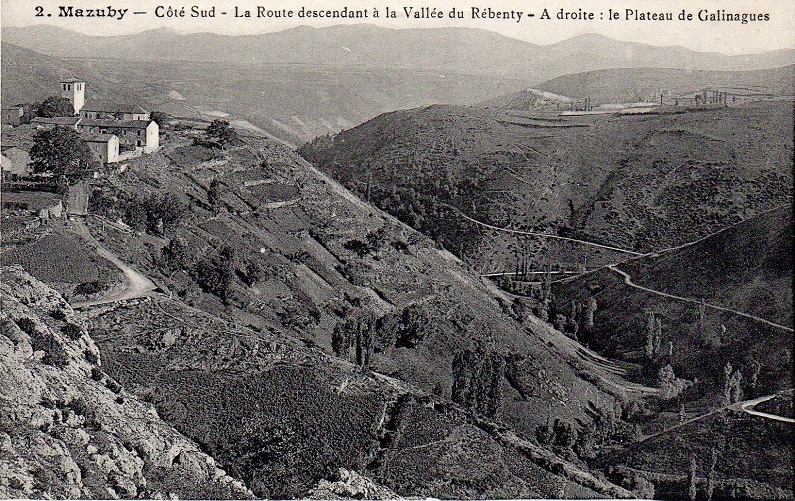 2. Mazuby — Côté Sud - La Route descendant à la Vallée du Rébenty - A droite : le Plateau de Galinagues